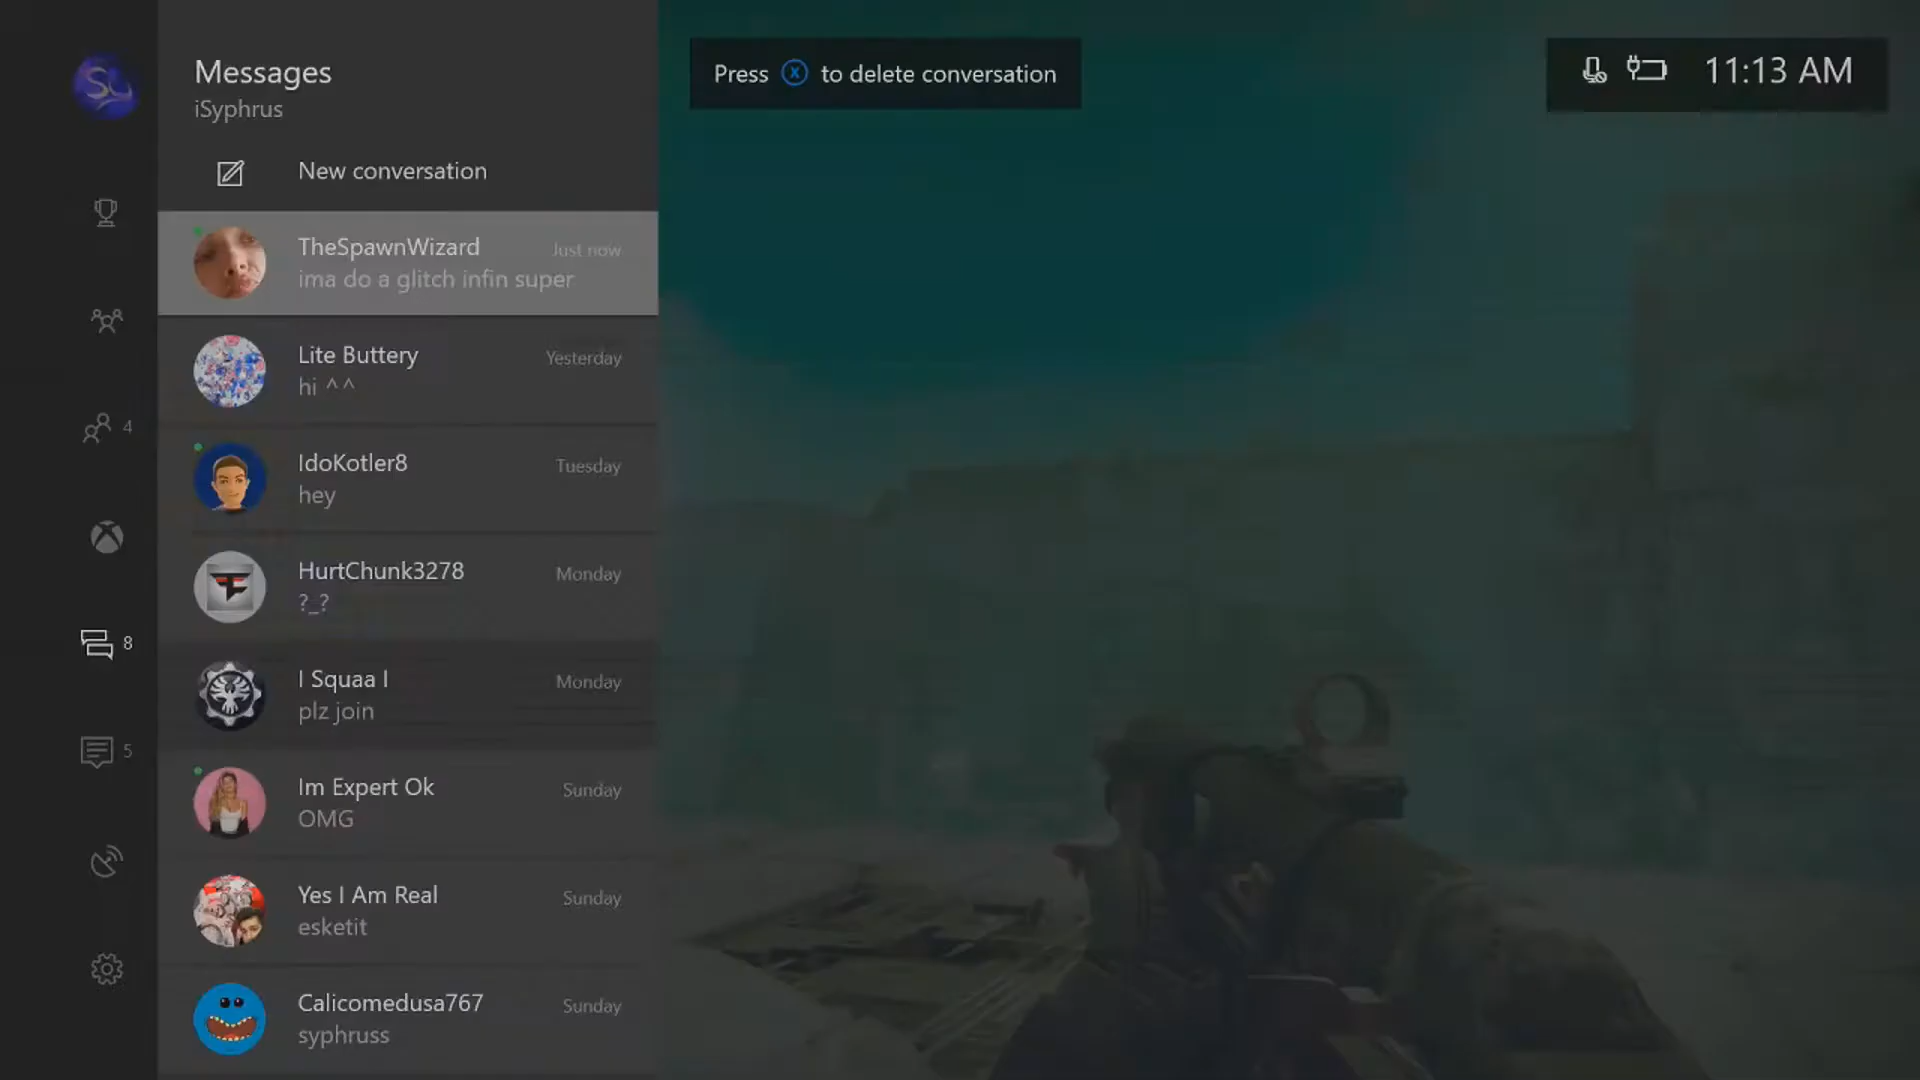 Messages
iSyphrus
New conversation
TheSpawnWizard Just now
ima do a glitch infin super
Lite Buttery Yesterday
hi ^^
IdoKotler8 Tuesday
hey
HurtChunk3278 Monday
?_?
I Squaa I Monday
plz join
Im Expert Ok Sunday
OMG
Yes I Am Real Sunday
esketit
Calicomedusa767 Sunday
syphruss
4
8
5
Press X to delete conversation
11:13 AM